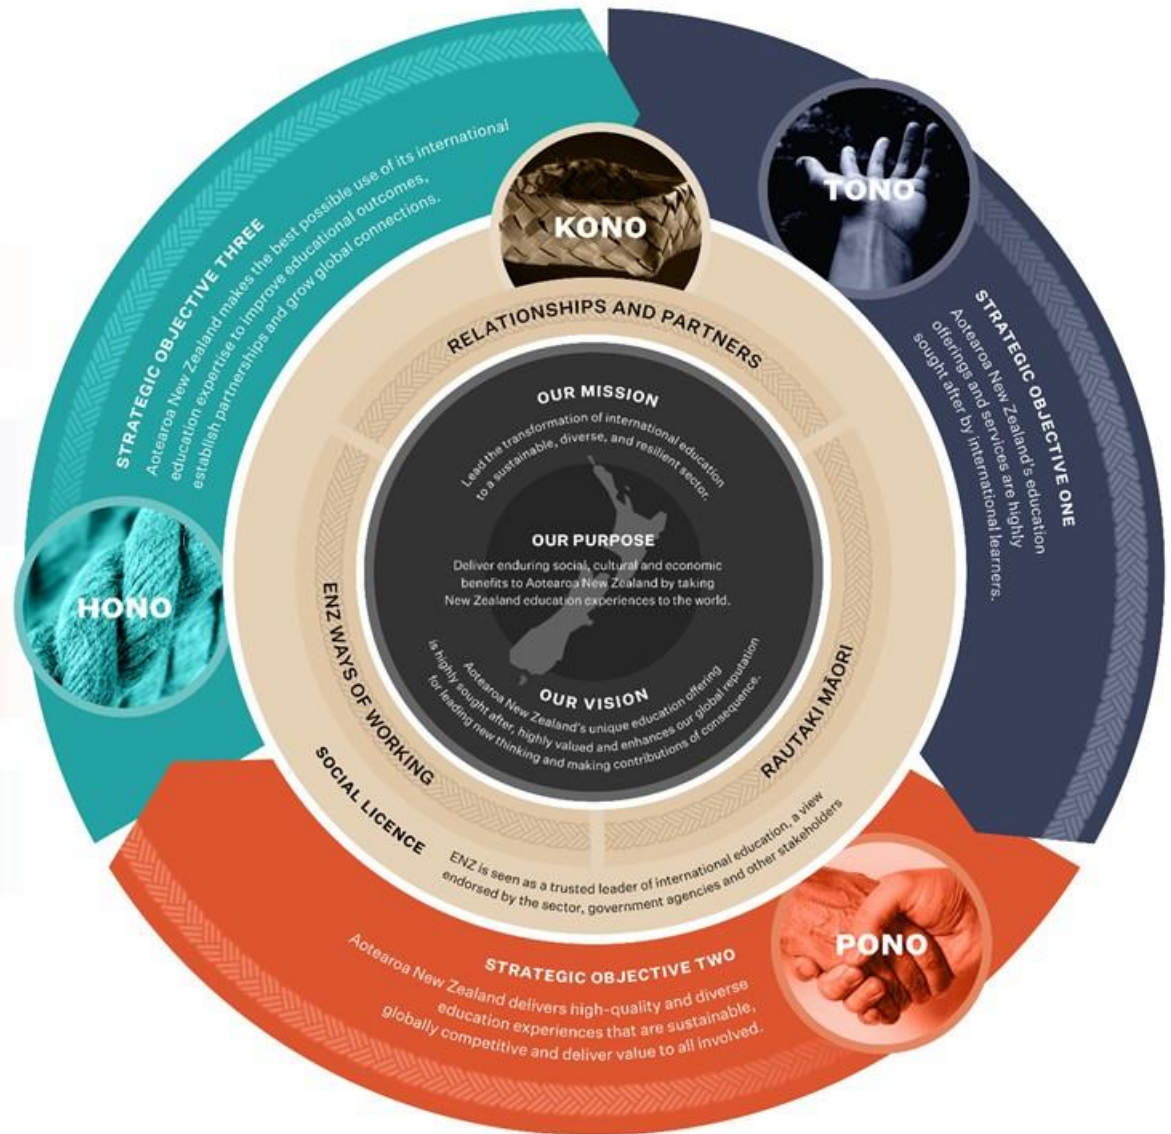 KONO
RELATIONSHIPS AND PARTNERS
OUR MISSION
Lead the transformation of international education
to a sustainable, diverse, and resilient sector.
OUR PURPOSE
Deliver enduring social, cultural and economic
benefits to Aotearoa New Zealand by taking
New Zealand education experiences to the world.
OUR VISION
Aotearoa New Zealand's unique education offering
is highly sought after, highly valued and enhances our global reputation
for leading new thinking and making contributions of consequence.
RAUTAKI MĀORI
ENZ WAYS OF WORKING
SOCIAL LICENCE
ENZ is seen as a trusted leader of international education, a view
endorsed by the sector, government agencies and other stakeholders
TONO
STRATEGIC OBJECTIVE ONE
Aotearoa New Zealand's education
offerings and services are highly
sought after by international learners.
PONO
STRATEGIC OBJECTIVE TWO
Aotearoa New Zealand delivers high-quality and diverse
education experiences that are sustainable,
globally competitive and deliver value to all involved.
HONO
STRATEGIC OBJECTIVE THREE
Aotearoa New Zealand makes the best possible use of its international
education expertise to improve educational outcomes,
establish partnerships and grow global connections.